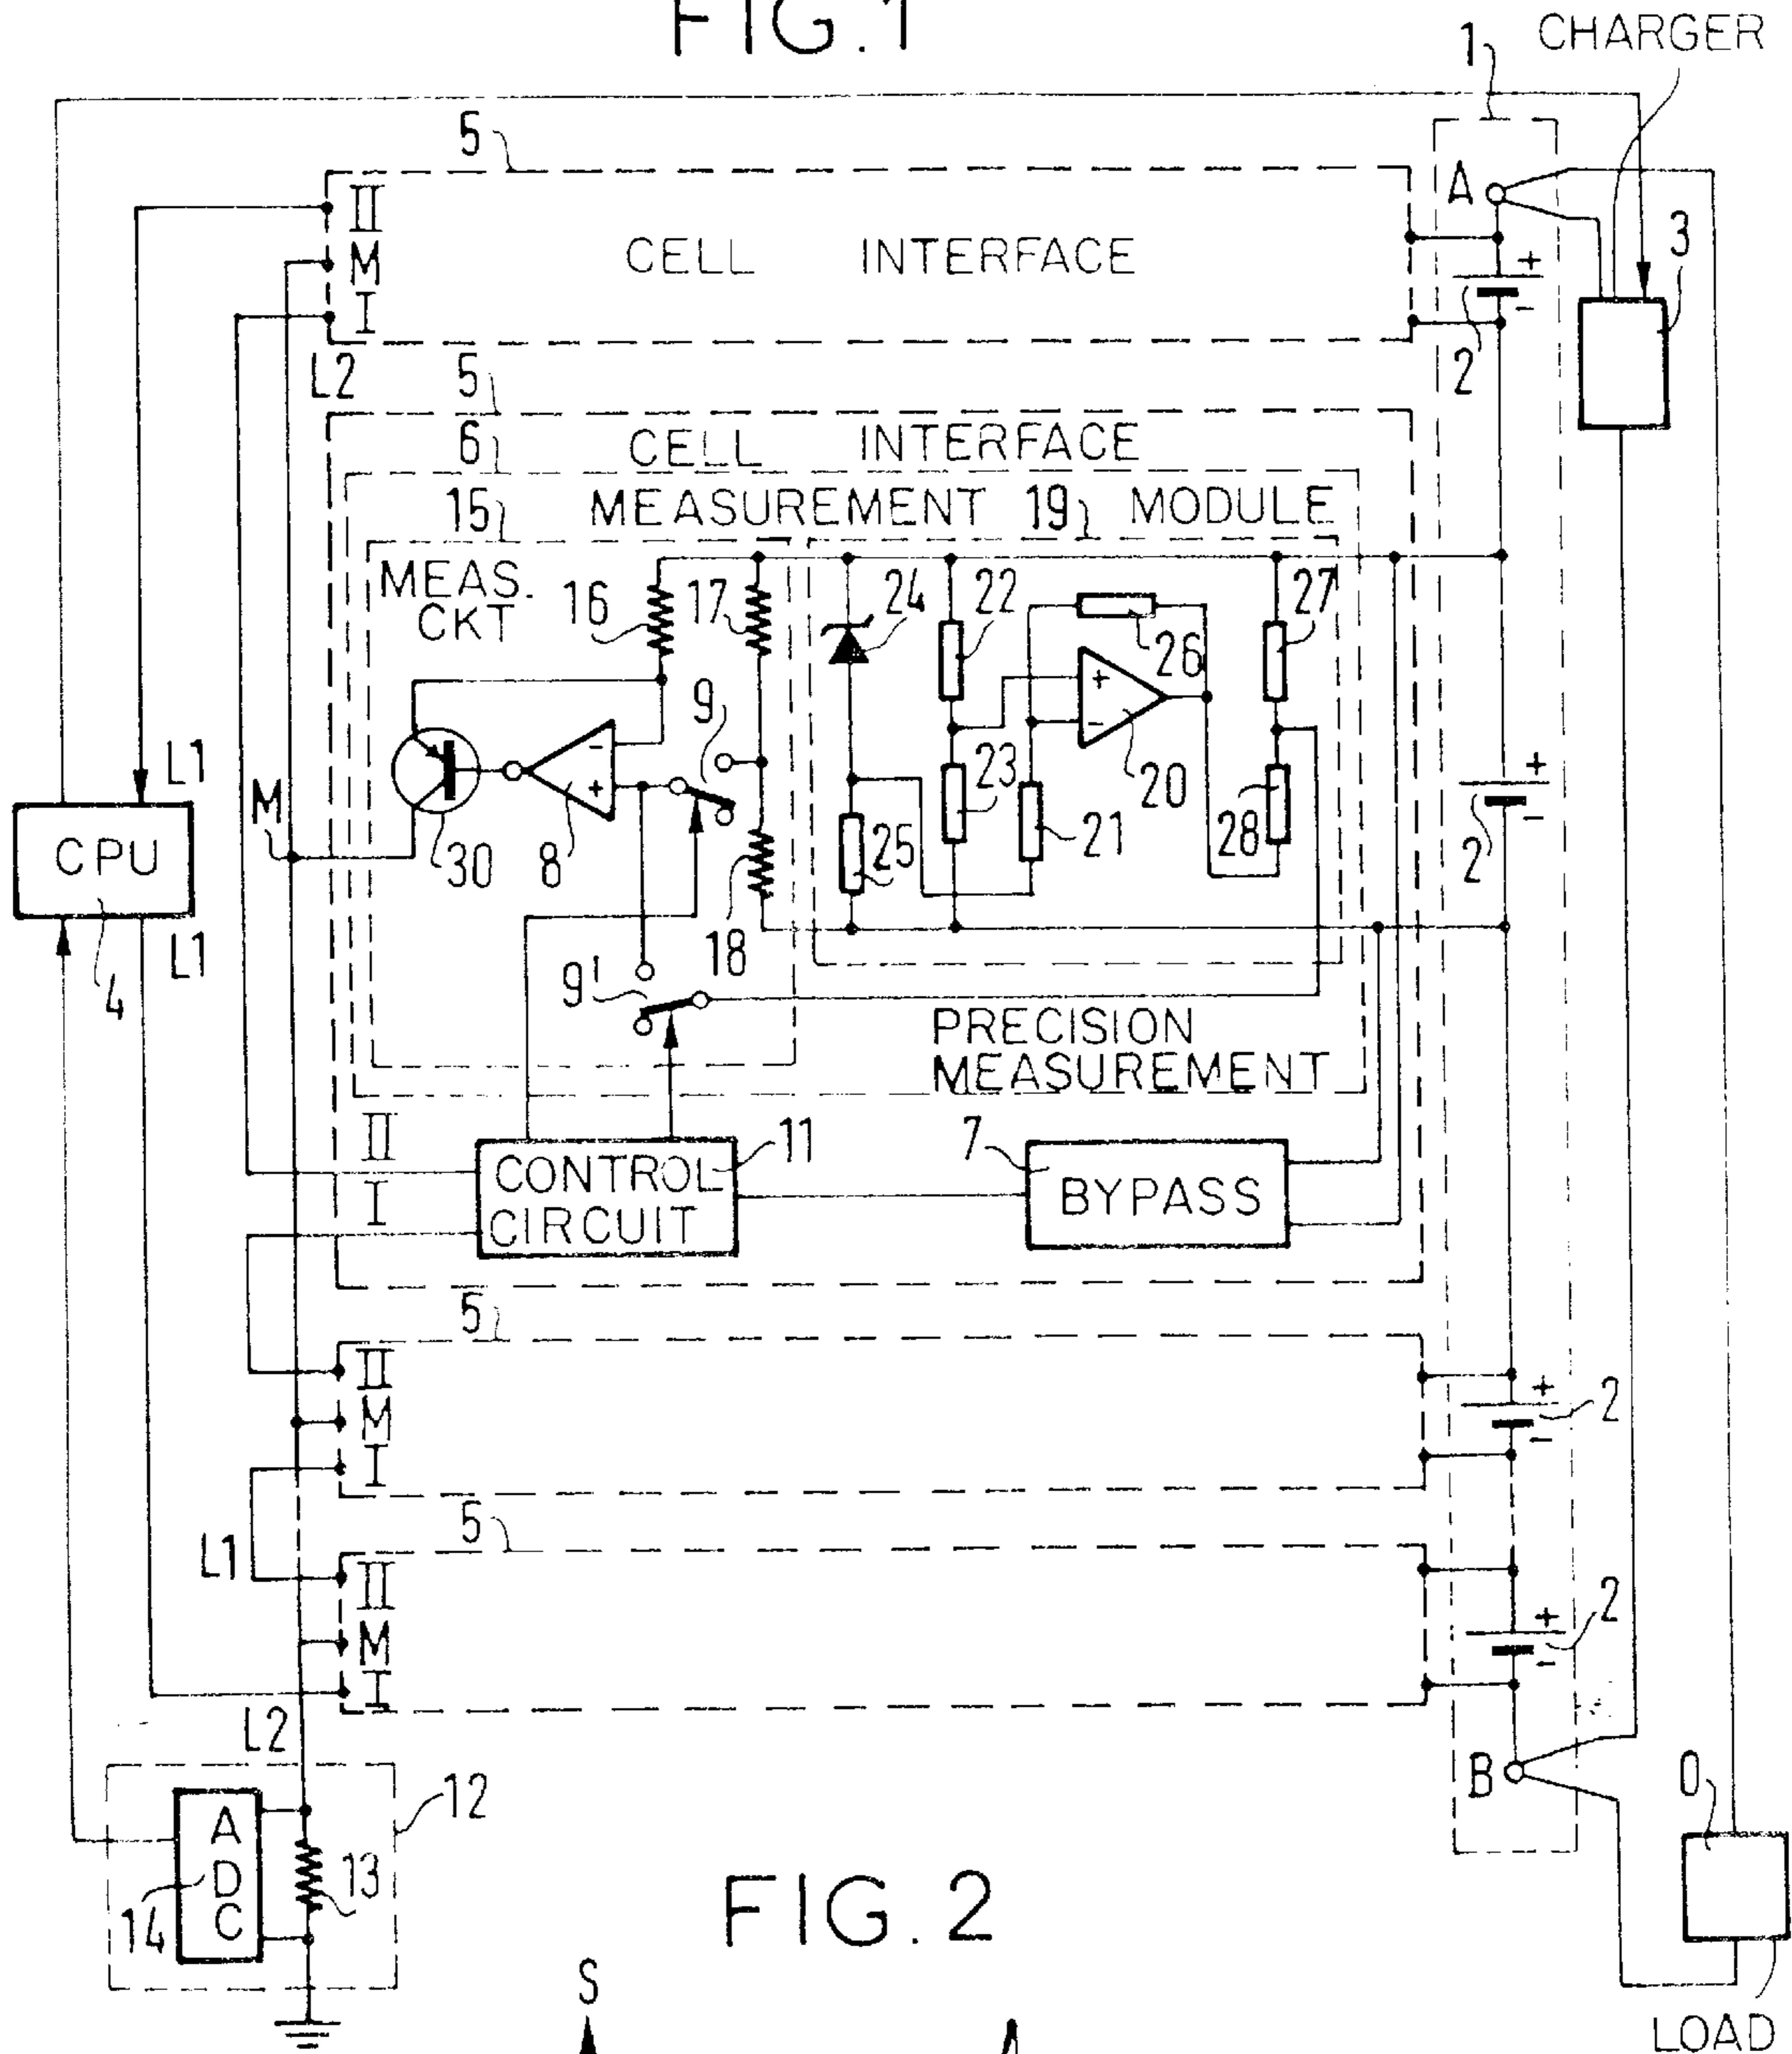 FIG.1
CHARGER
1
5
A
3
II
M
I
CELL INTERFACE
+
-
2
L2
5
6
CELL INTERFACE
15
MEASUREMENT 19 MODULE
MEAS.
CKT
16
17
24
22
26
27
9
+
-
20
-
+
8
30
23
21
25
28
18
+
-
2
L1
M
CPU
4
L1
9'
PRECISION
MEASUREMENT
II
I
CONTROL
CIRCUIT
11
7
BYPASS
5
II
M
I
+
-
2
5
L1
II
M
I
+
-
2
L2
B
0
12
A
D
C
14
13
FIG.2
S
LOAD